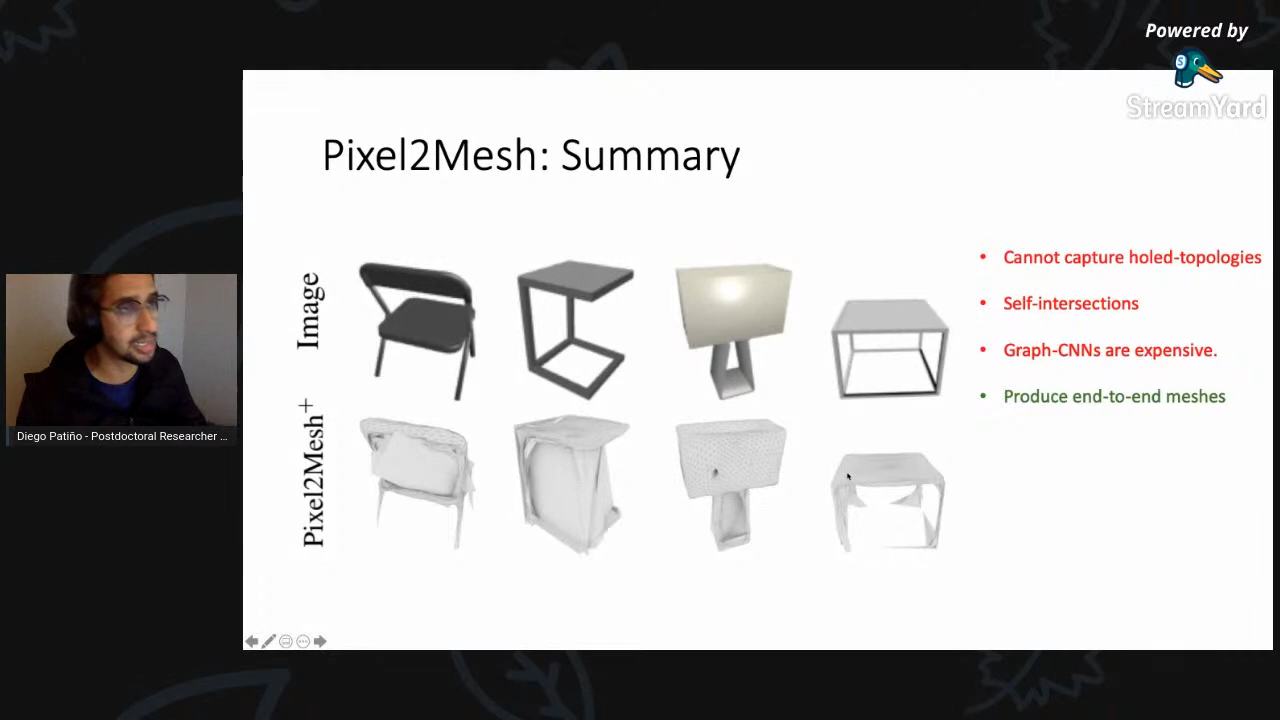 Powered by
StreamYard
Pixel2Mesh: Summary
Image
Pixel2Mesh+
• Cannot capture holed-topologies
• Self-intersections
• Graph-CNNs are expensive.
• Produce end-to-end meshes
Diego Patiño - Postdoctoral Researcher ...